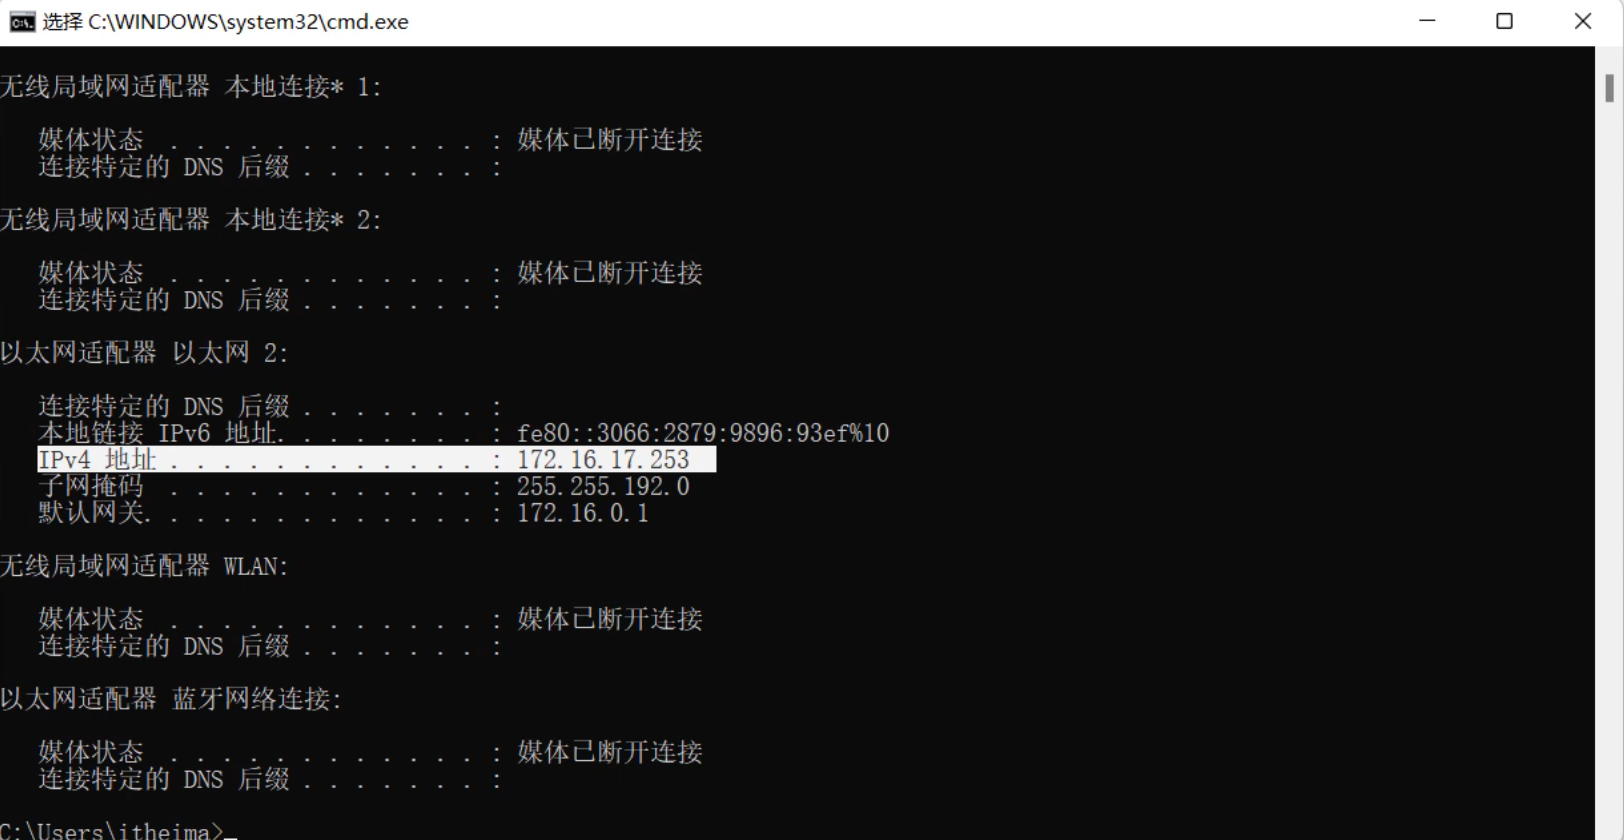 选择 C:\WINDOWS\system32\cmd.exe
无线局域网适配器 本地连接* 1:
媒体状态 . . . . . . . . . . . . : 媒体已断开连接
连接特定的 DNS 后缀 . . . . . . . :
无线局域网适配器 本地连接* 2:
媒体状态 . . . . . . . . . . . . : 媒体已断开连接
连接特定的 DNS 后缀 . . . . . . . :
以太网适配器 以太网 2:
连接特定的 DNS 后缀 . . . . . . . :
本地链接 IPv6 地址. . . . . . . . : fe80::3066:2879:9896:93ef%10
IPv4 地址 . . . . . . . . . . . . : 172.16.17.253
子网掩码 . . . . . . . . . . . . : 255.255.192.0
默认网关. . . . . . . . . . . . . : 172.16.0.1
无线局域网适配器 WLAN:
媒体状态 . . . . . . . . . . . . : 媒体已断开连接
连接特定的 DNS 后缀 . . . . . . . :
以太网适配器 蓝牙网络连接:
媒体状态 . . . . . . . . . . . . : 媒体已断开连接
连接特定的 DNS 后缀 . . . . . . . :
C:\Users\itheima>_